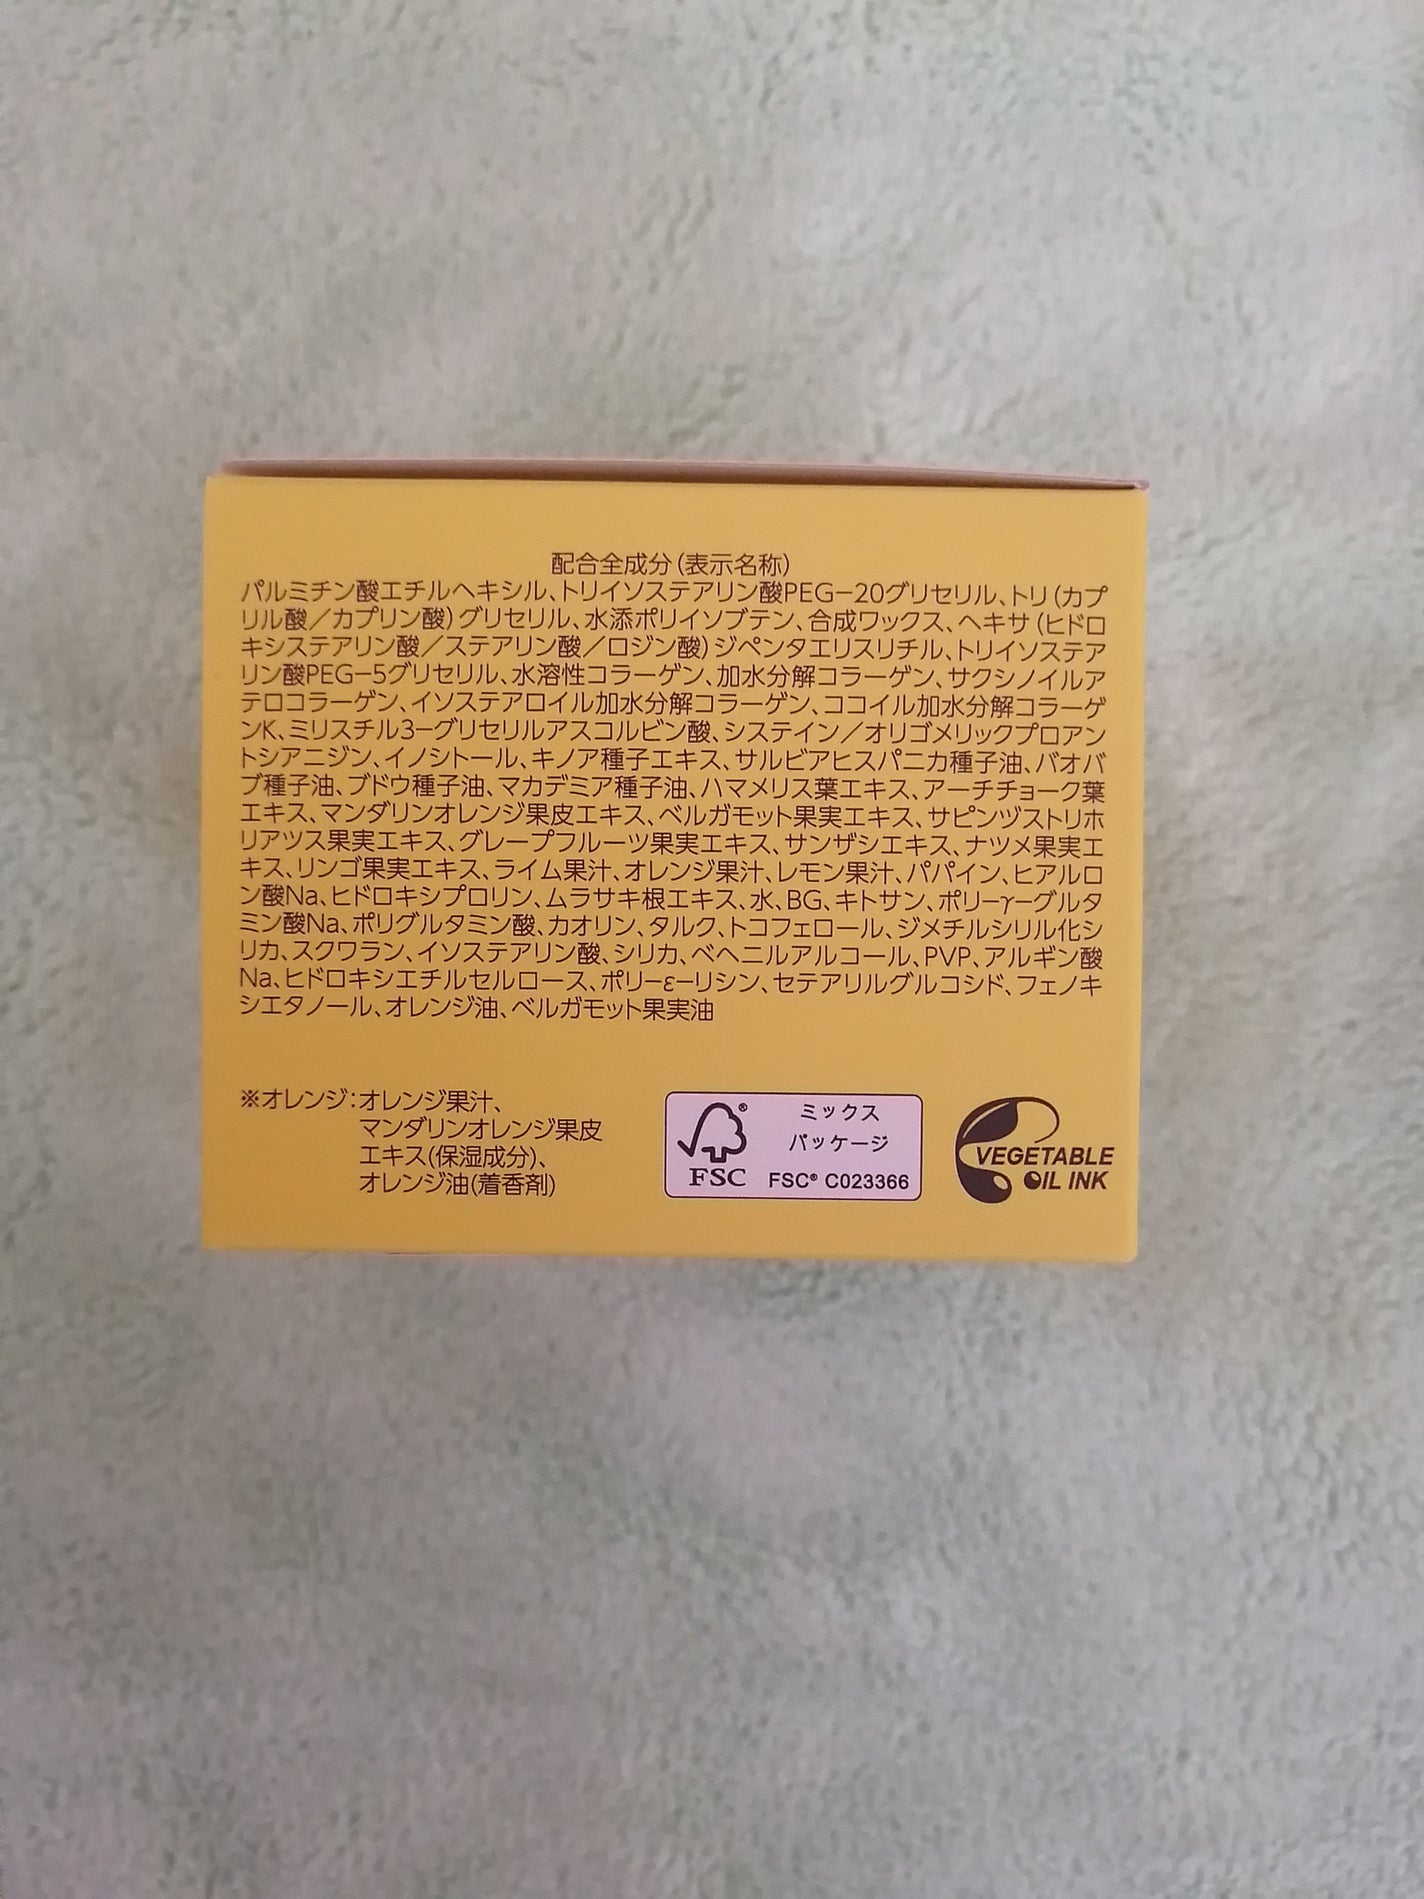 配合全成分(表示名称)
パルミチン酸エチルヘキシル、トリイソステアリン酸PEG−20グリセリル、トリ(カプ
リル酸／カプリン酸)グリセリル、水添ポリイソブテン、合成ワックス、ヘキサ(ヒドロ
キシステアリン酸／ステアリン酸／ロジン酸)ジペンタエリスリチル、トリイソステア
リン酸PEG−5グリセリル、水溶性コラーゲン、加水分解コラーゲン、サクシノイルア
テロコラーゲン、イソステアロイル加水分解コラーゲン、ココイル加水分解コラーゲ
ンK、ミリスチル3−グリセリルアスコルビン酸、システイン／オリゴメリックプロアン
トシアニジン、イノシトール、キノア種子エキス、サルビアヒスパニカ種子油、バオバ
ブ種子油、ブドウ種子油、マカデミア種子油、ハマメリス葉エキス、アーチチョーク葉
エキス、マンダリンオレンジ果皮エキス、ベルガモット果実エキス、サピンヅストリホ
リアツス果実エキス、グレープフルーツ果実エキス、サンザシエキス、ナツメ果実エ
キス、リンゴ果実エキス、ライム果汁、オレンジ果汁、レモン果汁、パパイン、ヒアルロ
ン酸Na、ヒドロキシプロリン、ムラサキ根エキス、水、BG、キトサン、ポリ−γ−グルタ
ミン酸Na、ポリグルタミン酸、カオリン、タルク、トコフェロール、ジメチルシリル化シ
リカ、スクワラン、イソステアリン酸、シリカ、ベヘニルアルコール、PVP、アルギン酸
Na、ヒドロキシエチルセルロース、ポリ−ε−リシン、セテアリルグルコシド、フェノキ
シエタノール、オレンジ油、ベルガモット果実油
※オレンジ：オレンジ果汁、
マンダリンオレンジ果皮
エキス(保湿成分)、
オレンジ油(着香剤)
®
FSC
ミックス
パッケージ
FSC® C023366
VEGETABLE
OIL INK